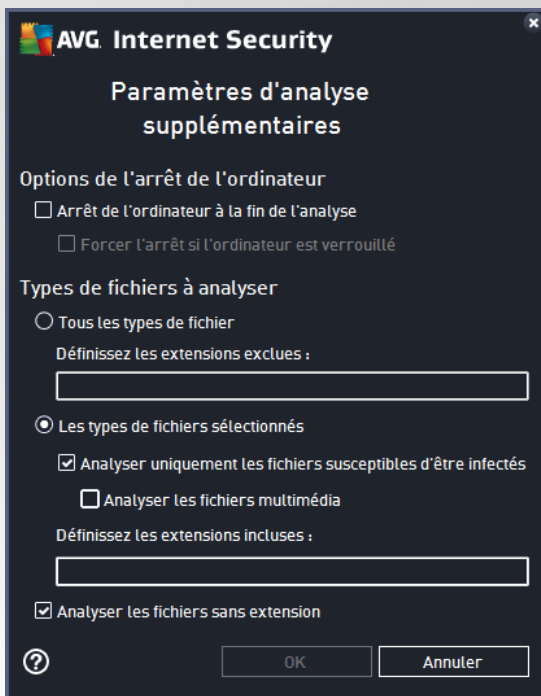 AVG Internet Security
Paramètres d'analyse
supplémentaires
Options de l'arrêt de l'ordinateur
Arrêt de l'ordinateur à la fin de l'analyse
Forcer l'arrêt si l'ordinateur est verrouillé
Types de fichiers à analyser
Tous les types de fichier
Définissez les extensions exclues :
Les types de fichiers sélectionnés
Analyser uniquement les fichiers susceptibles d'être infectés
Analyser les fichiers multimédia
Définissez les extensions incluses :
Analyser les fichiers sans extension
? OK Annuler